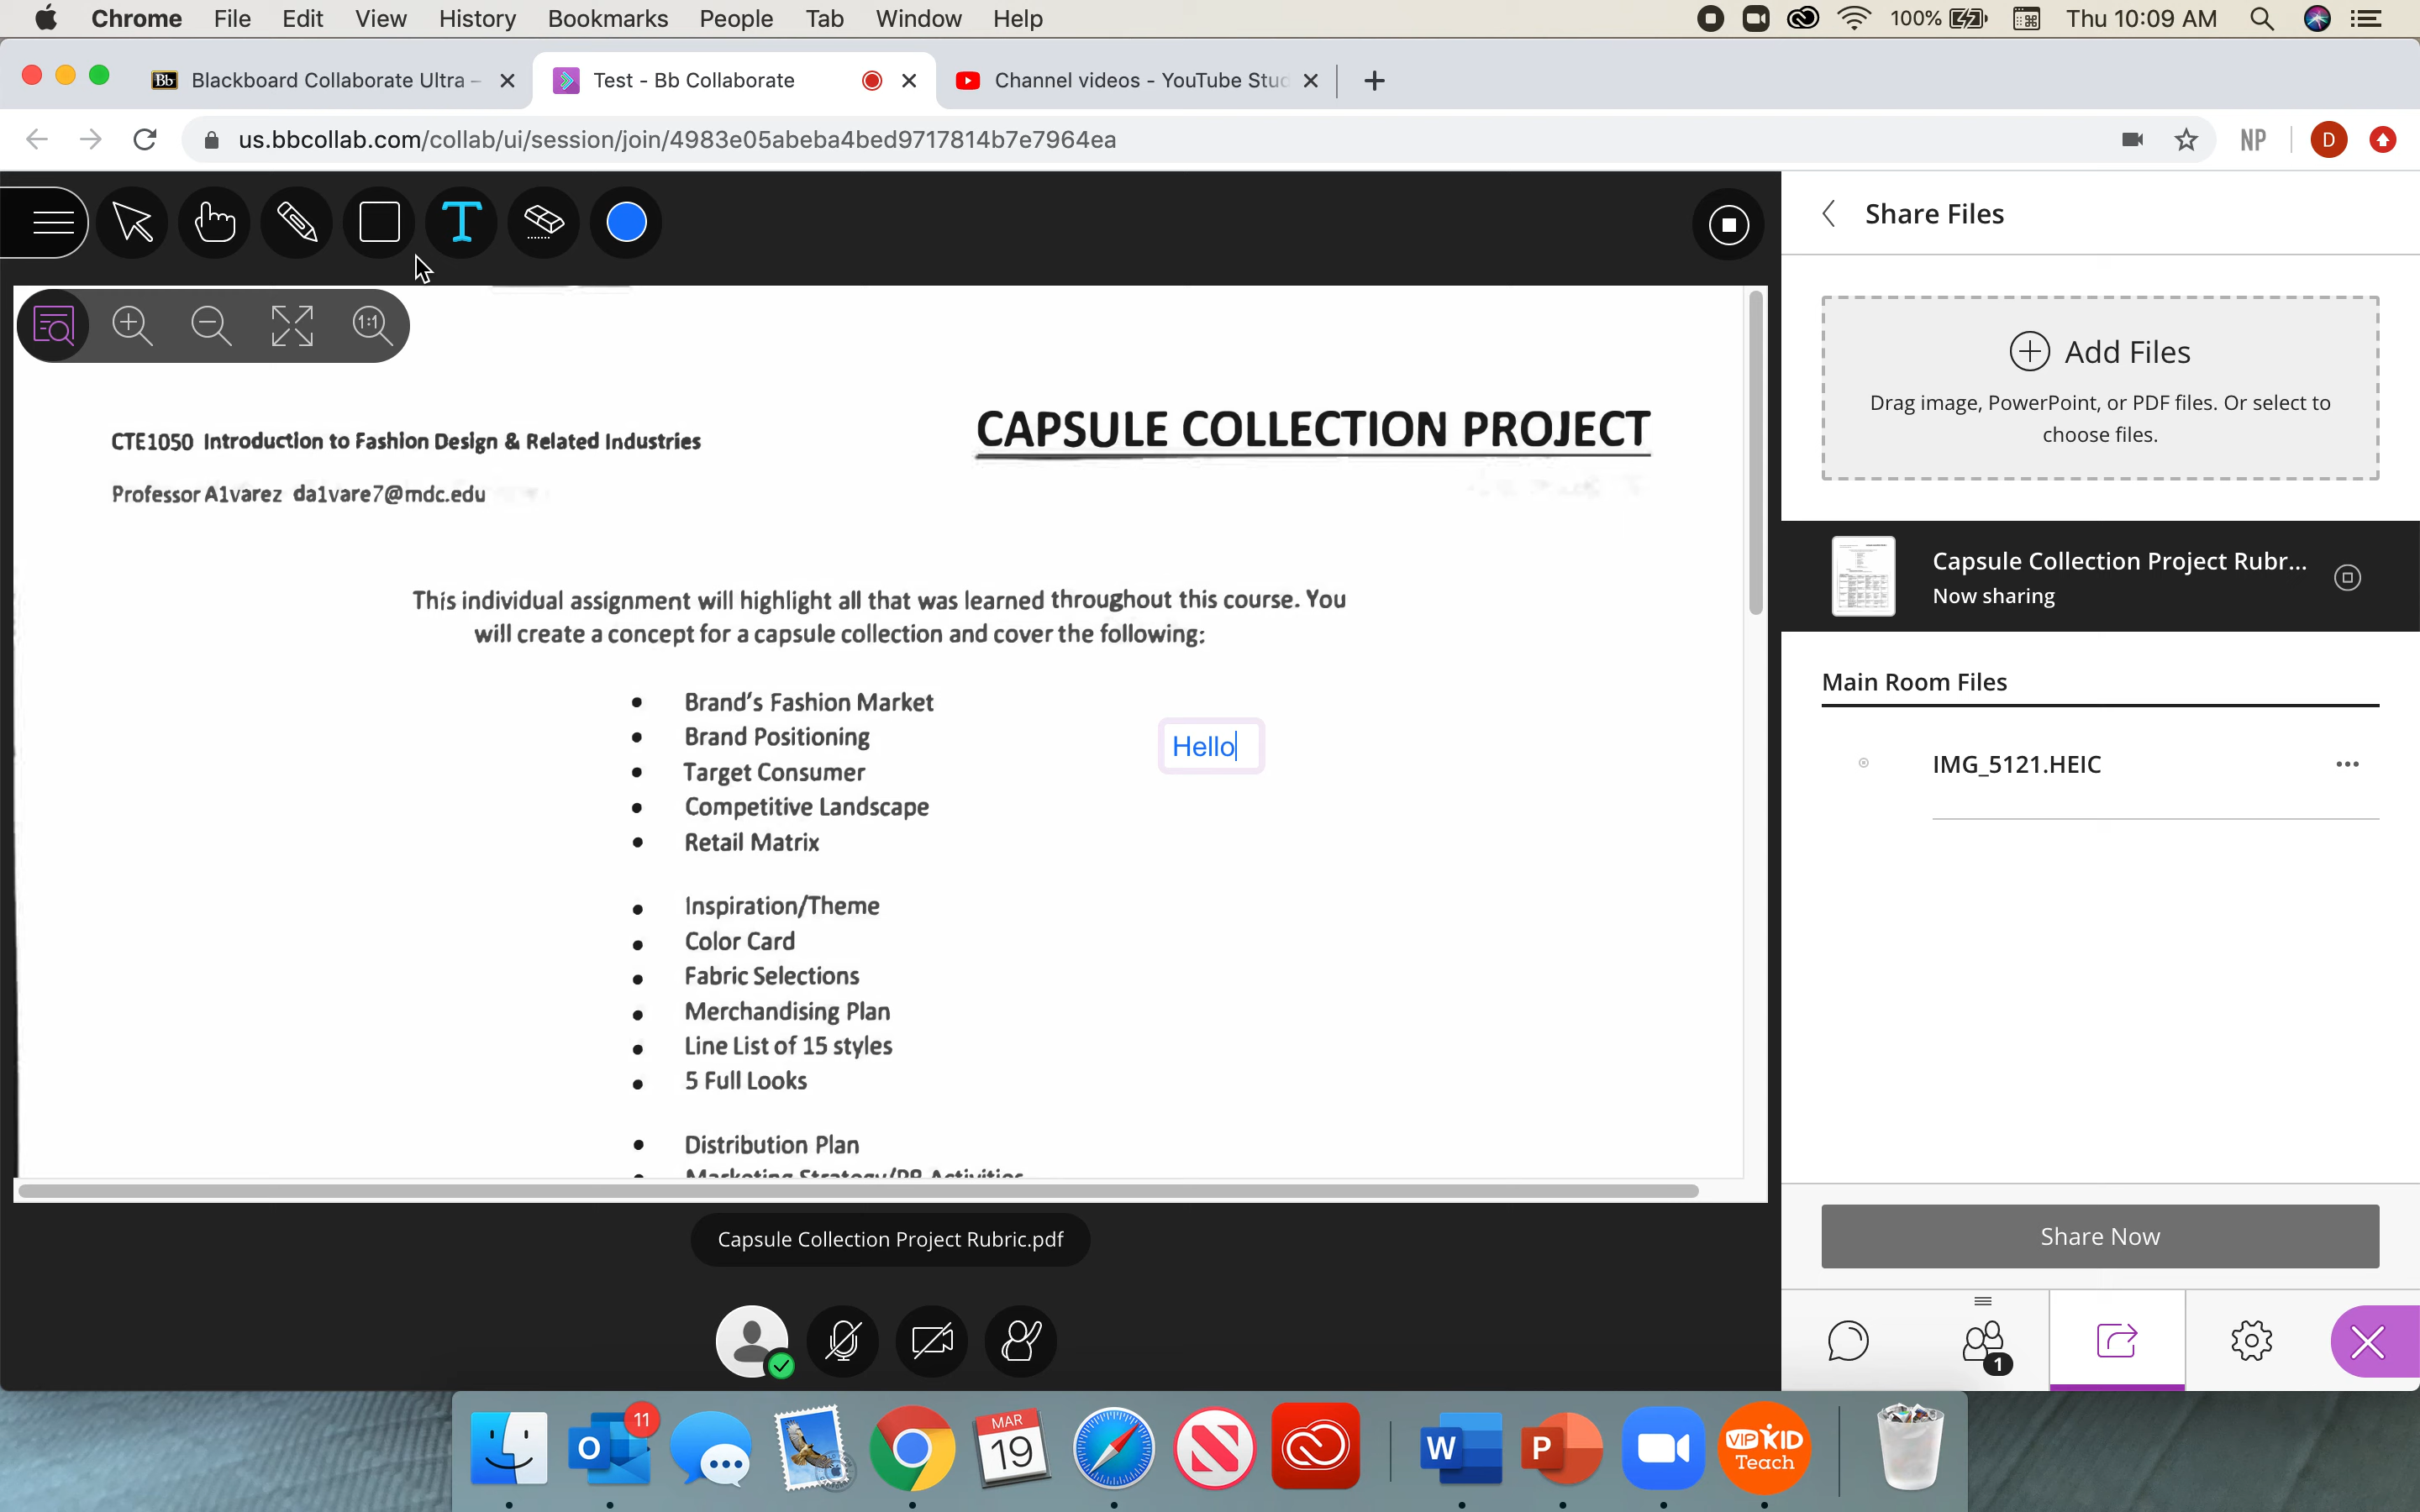 Chrome File Edit View History Bookmarks People Tab Window Help 100% Thu 10:09 AM
Bb Blackboard Collaborate Ultra – Test - Bb Collaborate Channel videos - YouTube Stud
us.bbcollab.com/collab/ui/session/join/4983e05abeba4bed9717814b7e7964ea NP D
T
1:1
CAPSULE COLLECTION PROJECT
CTE1050 Introduction to Fashion Design & Related Industries
Professor A1varez da1vare7@mdc.edu
This individual assignment will highlight all that was learned throughout this course. You
will create a concept for a capsule collection and cover the following:
• Brand's Fashion Market
• Brand Positioning
Hello
• Target Consumer
• Competitive Landscape
• Retail Matrix
• Inspiration/Theme
• Color Card
• Fabric Selections
• Merchandising Plan
• Line List of 15 styles
• 5 Full Looks
• Distribution Plan
• Marketing Strategy/PR Activities
Capsule Collection Project Rubric.pdf
Share Files
Add Files
Drag image, PowerPoint, or PDF files. Or select to
choose files.
Capsule Collection Project Rubr...
Now sharing
Main Room Files
IMG_5121.HEIC
Share Now
1
11
O
MAR
19
W
P
VIPKID
Teach